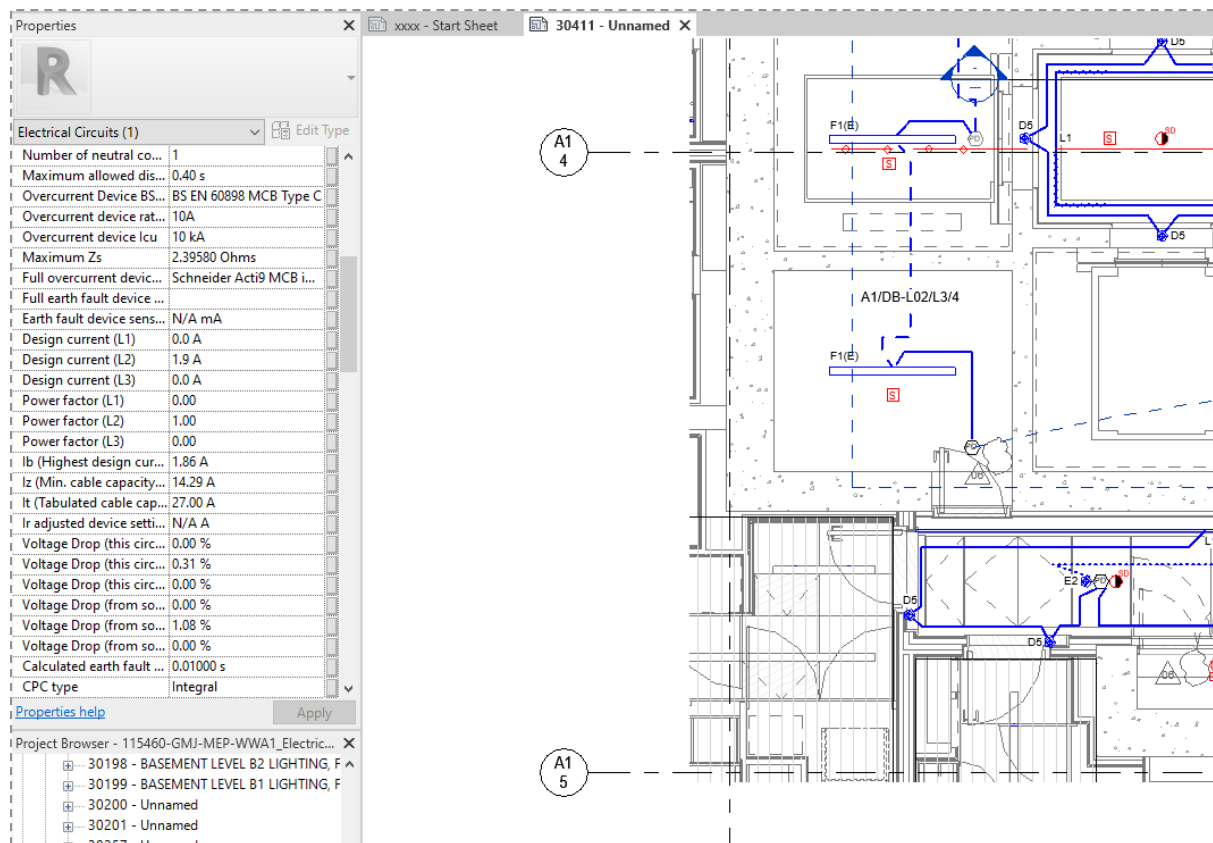 Properties
R
Electrical Circuits (1)
Edit Type
Number of neutral co... 1
Maximum allowed dis... 0.40 s
Overcurrent Device BS... BS EN 60898 MCB Type C
Overcurrent device rat... 10A
Overcurrent device Icu 10 kA
Maximum Zs 2.39580 Ohms
Full overcurrent devic... Schneider Acti9 MCB i...
Full earth fault device ...
Earth fault device sens... N/A mA
Design current (L1) 0.0 A
Design current (L2) 1.9 A
Design current (L3) 0.0 A
Power factor (L1) 0.00
Power factor (L2) 1.00
Power factor (L3) 0.00
Ib (Highest design cur... 1.86 A
Iz (Min. cable capacity... 14.29 A
It (Tabulated cable cap... 27.00 A
Ir adjusted device setti... N/A A
Voltage Drop (this circ... 0.00 %
Voltage Drop (this circ... 0.31 %
Voltage Drop (this circ... 0.00 %
Voltage Drop (from so... 0.00 %
Voltage Drop (from so... 1.08 %
Voltage Drop (from so... 0.00 %
Calculated earth fault ... 0.01000 s
CPC type Integral
Properties help
Apply
Project Browser - 115460-GMJ-MEP-WWA1_Electric...
30198 - BASEMENT LEVEL B2 LIGHTING, F
30199 - BASEMENT LEVEL B1 LIGHTING, F
30200 - Unnamed
30201 - Unnamed
xxxx - Start Sheet
30411 - Unnamed
D5
A1
4
F1(E)
PD
S
D5
L1
S
SD
D5
A1/DB-L02/L3/4
F1(E)
S
PD
06
E2
PD
SD
D5
D5
06
A1
5